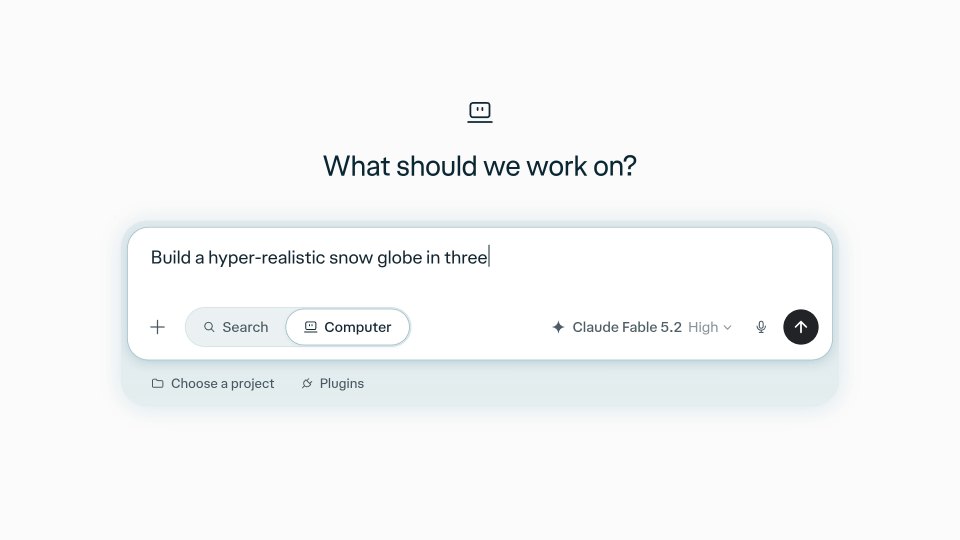 What should we work on?
Build a hyper-realistic snow globe in three
Search Computer Claude Fable 5.2 High
Choose a project Plugins